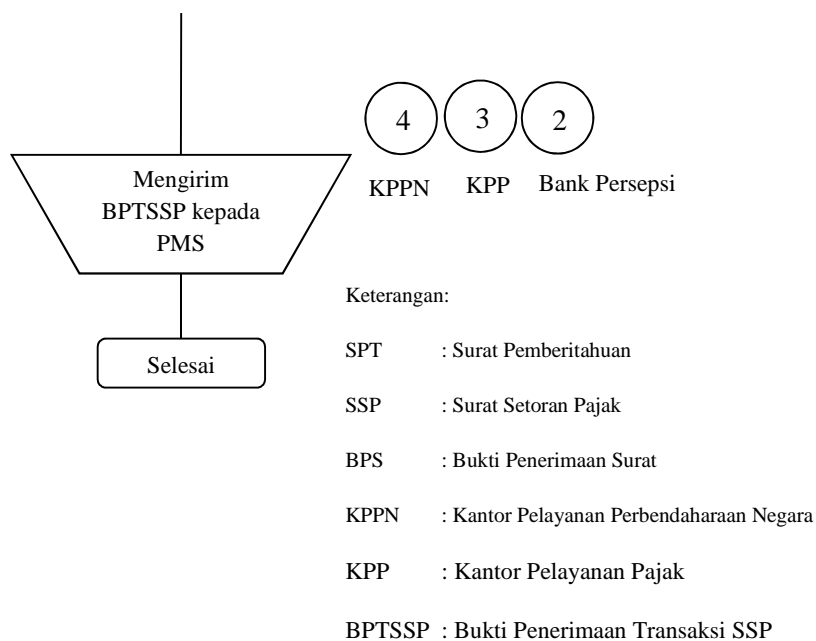 4 3 2
KPPN KPP Bank Persepsi
Mengirim
BPTSSP kepada
PMS
Selesai
Keterangan:
SPT : Surat Pemberitahuan
SSP : Surat Setoran Pajak
BPS : Bukti Penerimaan Surat
KPPN : Kantor Pelayanan Perbendaharaan Negara
KPP : Kantor Pelayanan Pajak
BPTSSP : Bukti Penerimaan Transaksi SSP